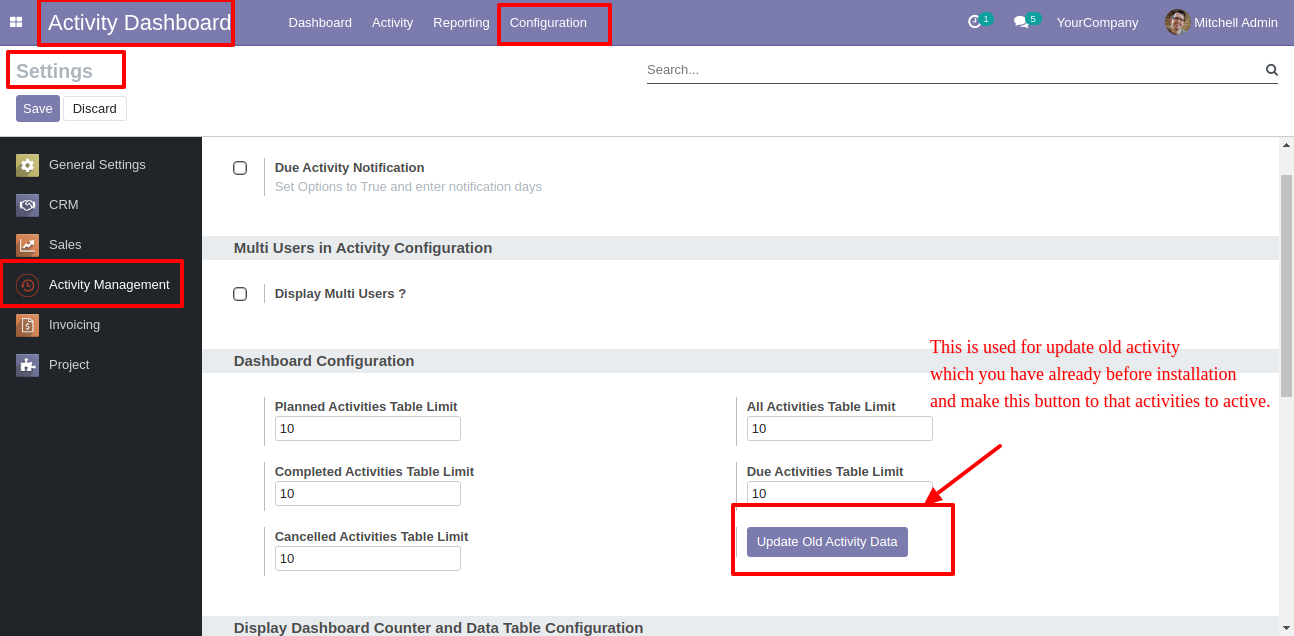 Activity Dashboard Dashboard Activity Reporting Configuration 1 5 YourCompany Mitchell Admin
Settings
Search...
Save Discard
General Settings
CRM
Sales
Activity Management
Invoicing
Project
Due Activity Notification
Set Options to True and enter notification days
Multi Users in Activity Configuration
Display Multi Users ?
Dashboard Configuration
This is used for update old activity
which you have already before installation
and make this button to that activities to active.
Planned Activities Table Limit
10
All Activities Table Limit
10
Completed Activities Table Limit
10
Due Activities Table Limit
10
Cancelled Activities Table Limit
10
Update Old Activity Data
Display Dashboard Counter and Data Table Configuration